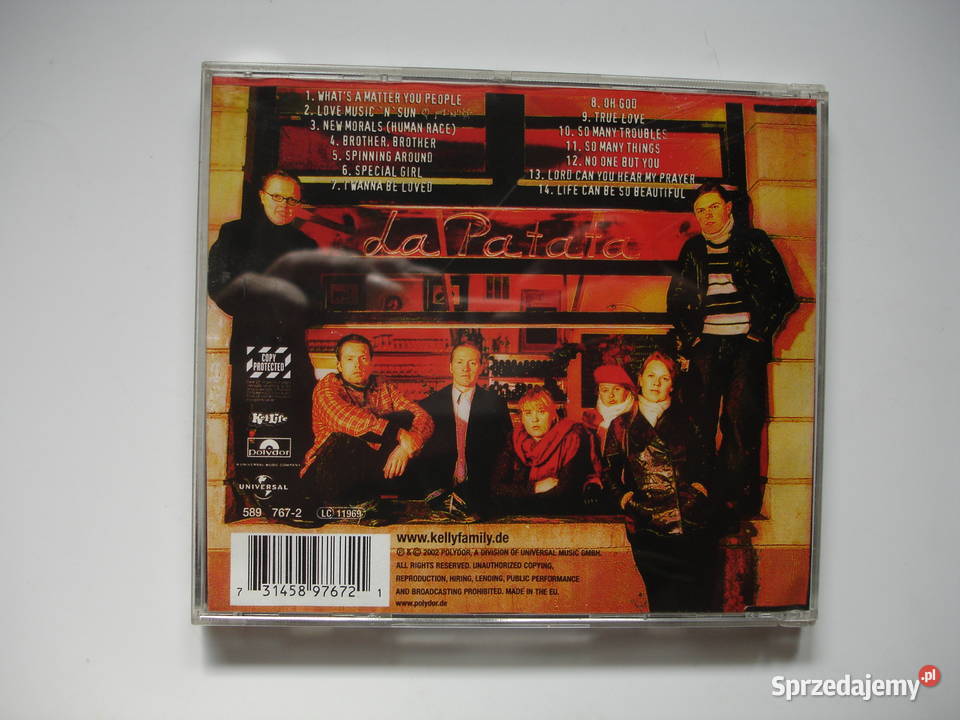 1. WHAT'S A MATTER YOU PEOPLE
2. LOVE MUSIC 'N' SUN
3. NEW MORALS (HUMAN RACE)
4. BROTHER, BROTHER
5. SPINNING AROUND
6. SPECIAL GIRL
7. I WANNA BE LOVED
8. OH GOD
9. TRUE LOVE
10. SO MANY TROUBLES
11. SO MANY THINGS
12. NO ONE BUT YOU
13. LORD CAN YOU HEAR MY PRAYER
14. LIFE CAN BE SO BEAUTIFUL
La Patata
COPY
PROTECTED
KelLife
polydor
A UNIVERSAL MUSIC COMPANY
UNIVERSAL
589 767-2 LC 11969
7 31458 97672 1
www.kellyfamily.de
℗ & © 2002 POLYDOR, A DIVISION OF UNIVERSAL MUSIC GMBH.
ALL RIGHTS RESERVED. UNAUTHORIZED COPYING,
REPRODUCTION, HIRING, LENDING, PUBLIC PERFORMANCE
AND BROADCASTING PROHIBITED. MADE IN THE EU.
www.polydor.de
Sprzedajemy.pl